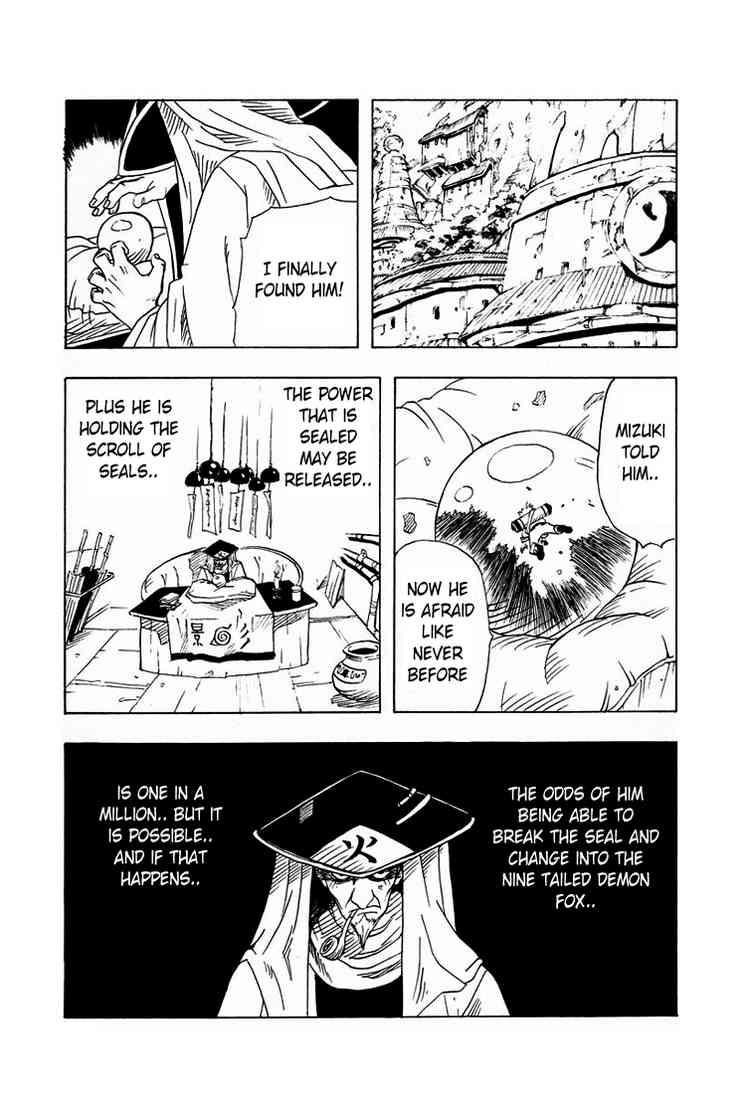 I FINALLY
FOUND HIM!
MIZUKI
TOLD
HIM..
NOW HE
IS AFRAID
LIKE
NEVER
BEFORE
THE POWER
THAT IS
SEALED
MAY BE
RELEASED..
PLUS HE IS
HOLDING THE
SCROLL OF
SEALS..
THE ODDS OF HIM
BEING ABLE TO
BREAK THE SEAL AND
CHANGE INTO THE
NINE TAILED DEMON
FOX..
IS ONE IN A
MILLION.. BUT IT
IS POSSIBLE..
AND IF THAT
HAPPENS..
火